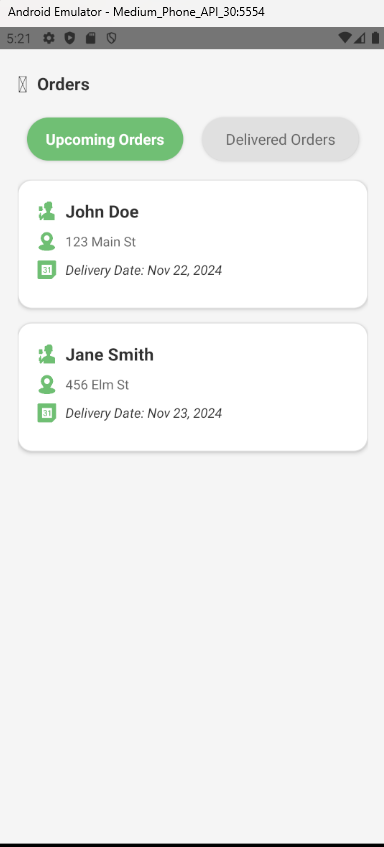 Android Emulator - Medium_Phone_API_30:5554
5:21
Orders
Upcoming Orders Delivered Orders
John Doe
123 Main St
31 Delivery Date: Nov 22, 2024
Jane Smith
456 Elm St
31 Delivery Date: Nov 23, 2024